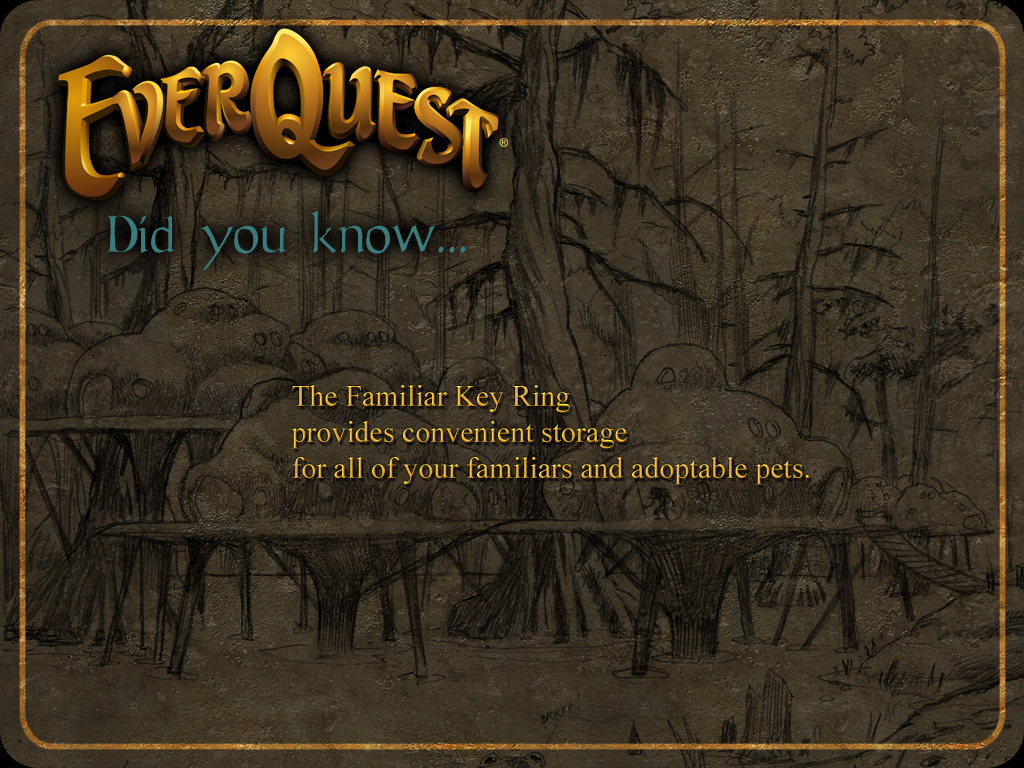 EVERQUEST®
Did you know...
The Familiar Key Ring
provides convenient storage
for all of your familiars and adoptable pets.